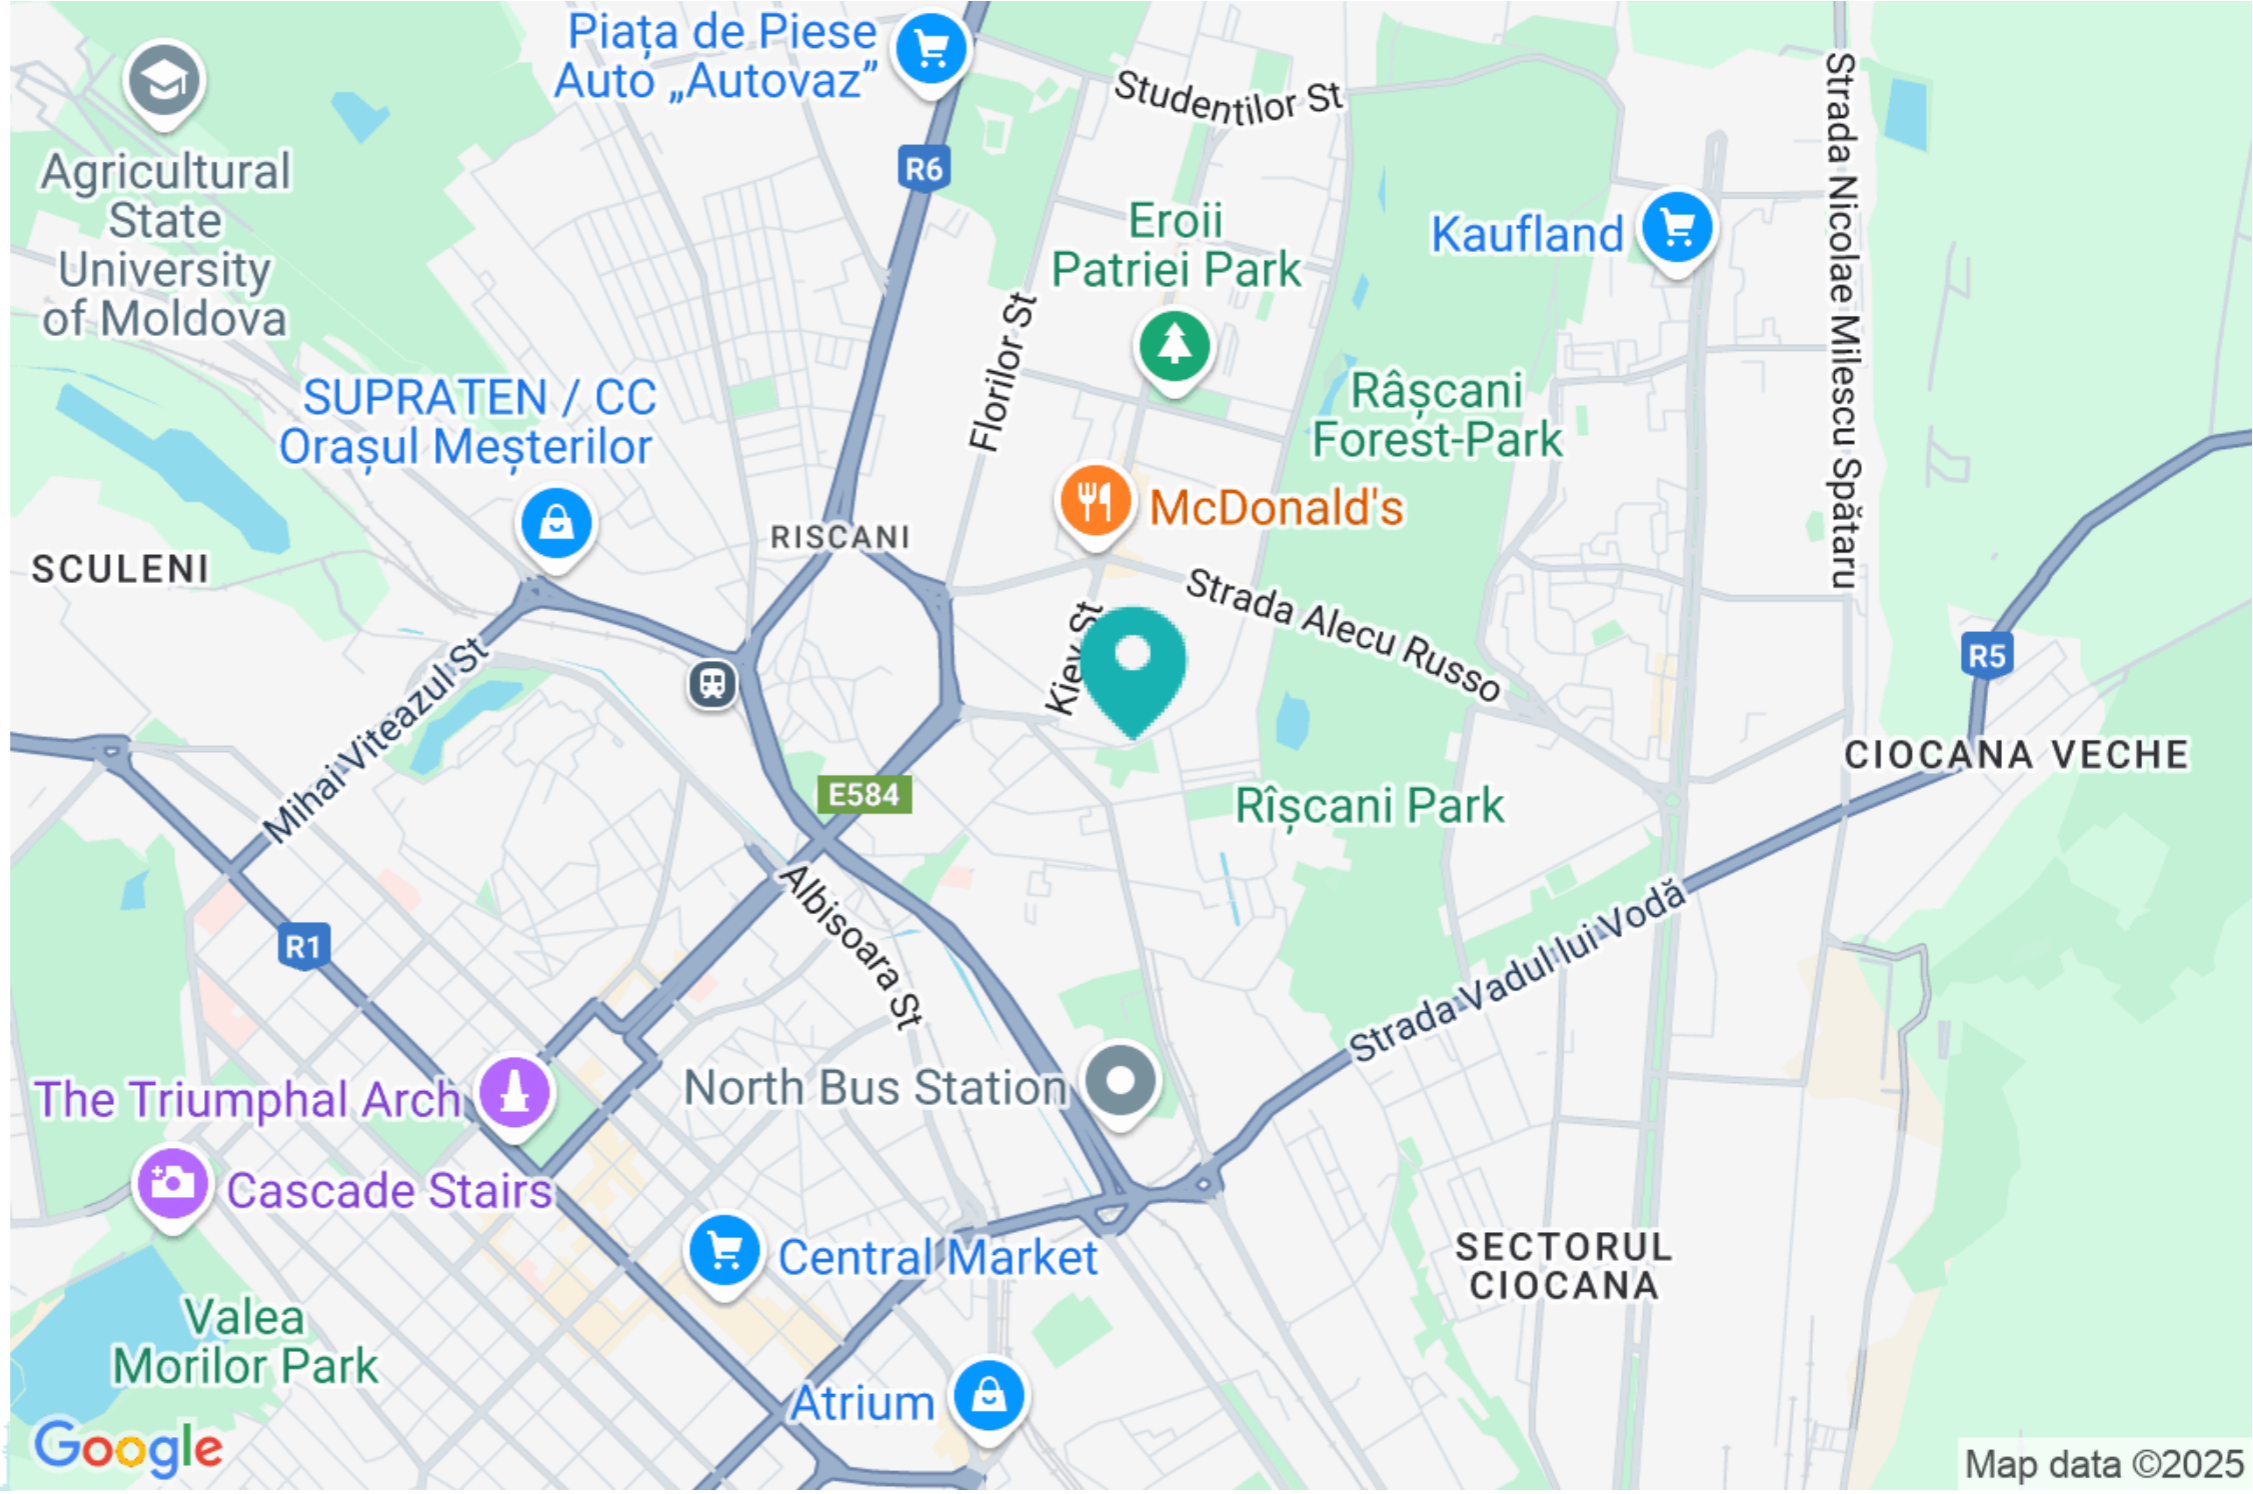 Piața de Piese
Auto „Autovaz”
Studentilor St
Strada Nicolae Milescu Spătaru
R6
Agricultural
State
University
of Moldova
Eroii
Patriei Park
Kaufland
Florilor St
SUPRATEN / CC
Orașul Meșterilor
Râșcani
Forest-Park
McDonald's
RISCANI
SCULENI
Strada Alecu Russo
Kiev St
R5
Mihai Viteazul St
CIOCANA VECHE
E584
Rîșcani Park
Albisoara St
Strada Vadul lui Vodă
R1
North Bus Station
The Triumphal Arch
Cascade Stairs
Central Market
SECTORUL
CIOCANA
Valea
Morilor Park
Atrium
Google
Map data ©2025